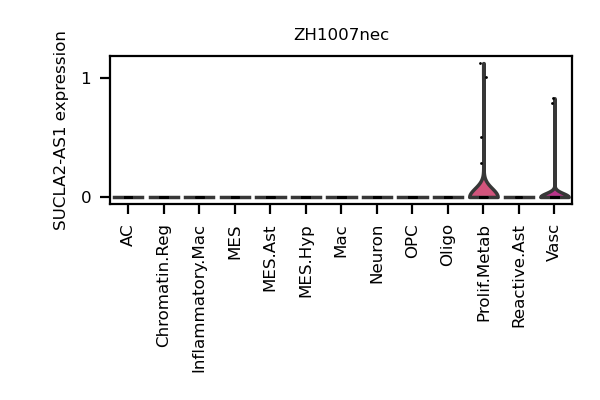 ZH1007nec
SUCLA2-AS1 expression
1
0
AC
Chromatin.Reg
Inflammatory.Mac
MES
MES.Ast
MES.Hyp
Mac
Neuron
OPC
Oligo
Prolif.Metab
Reactive.Ast
Vasc